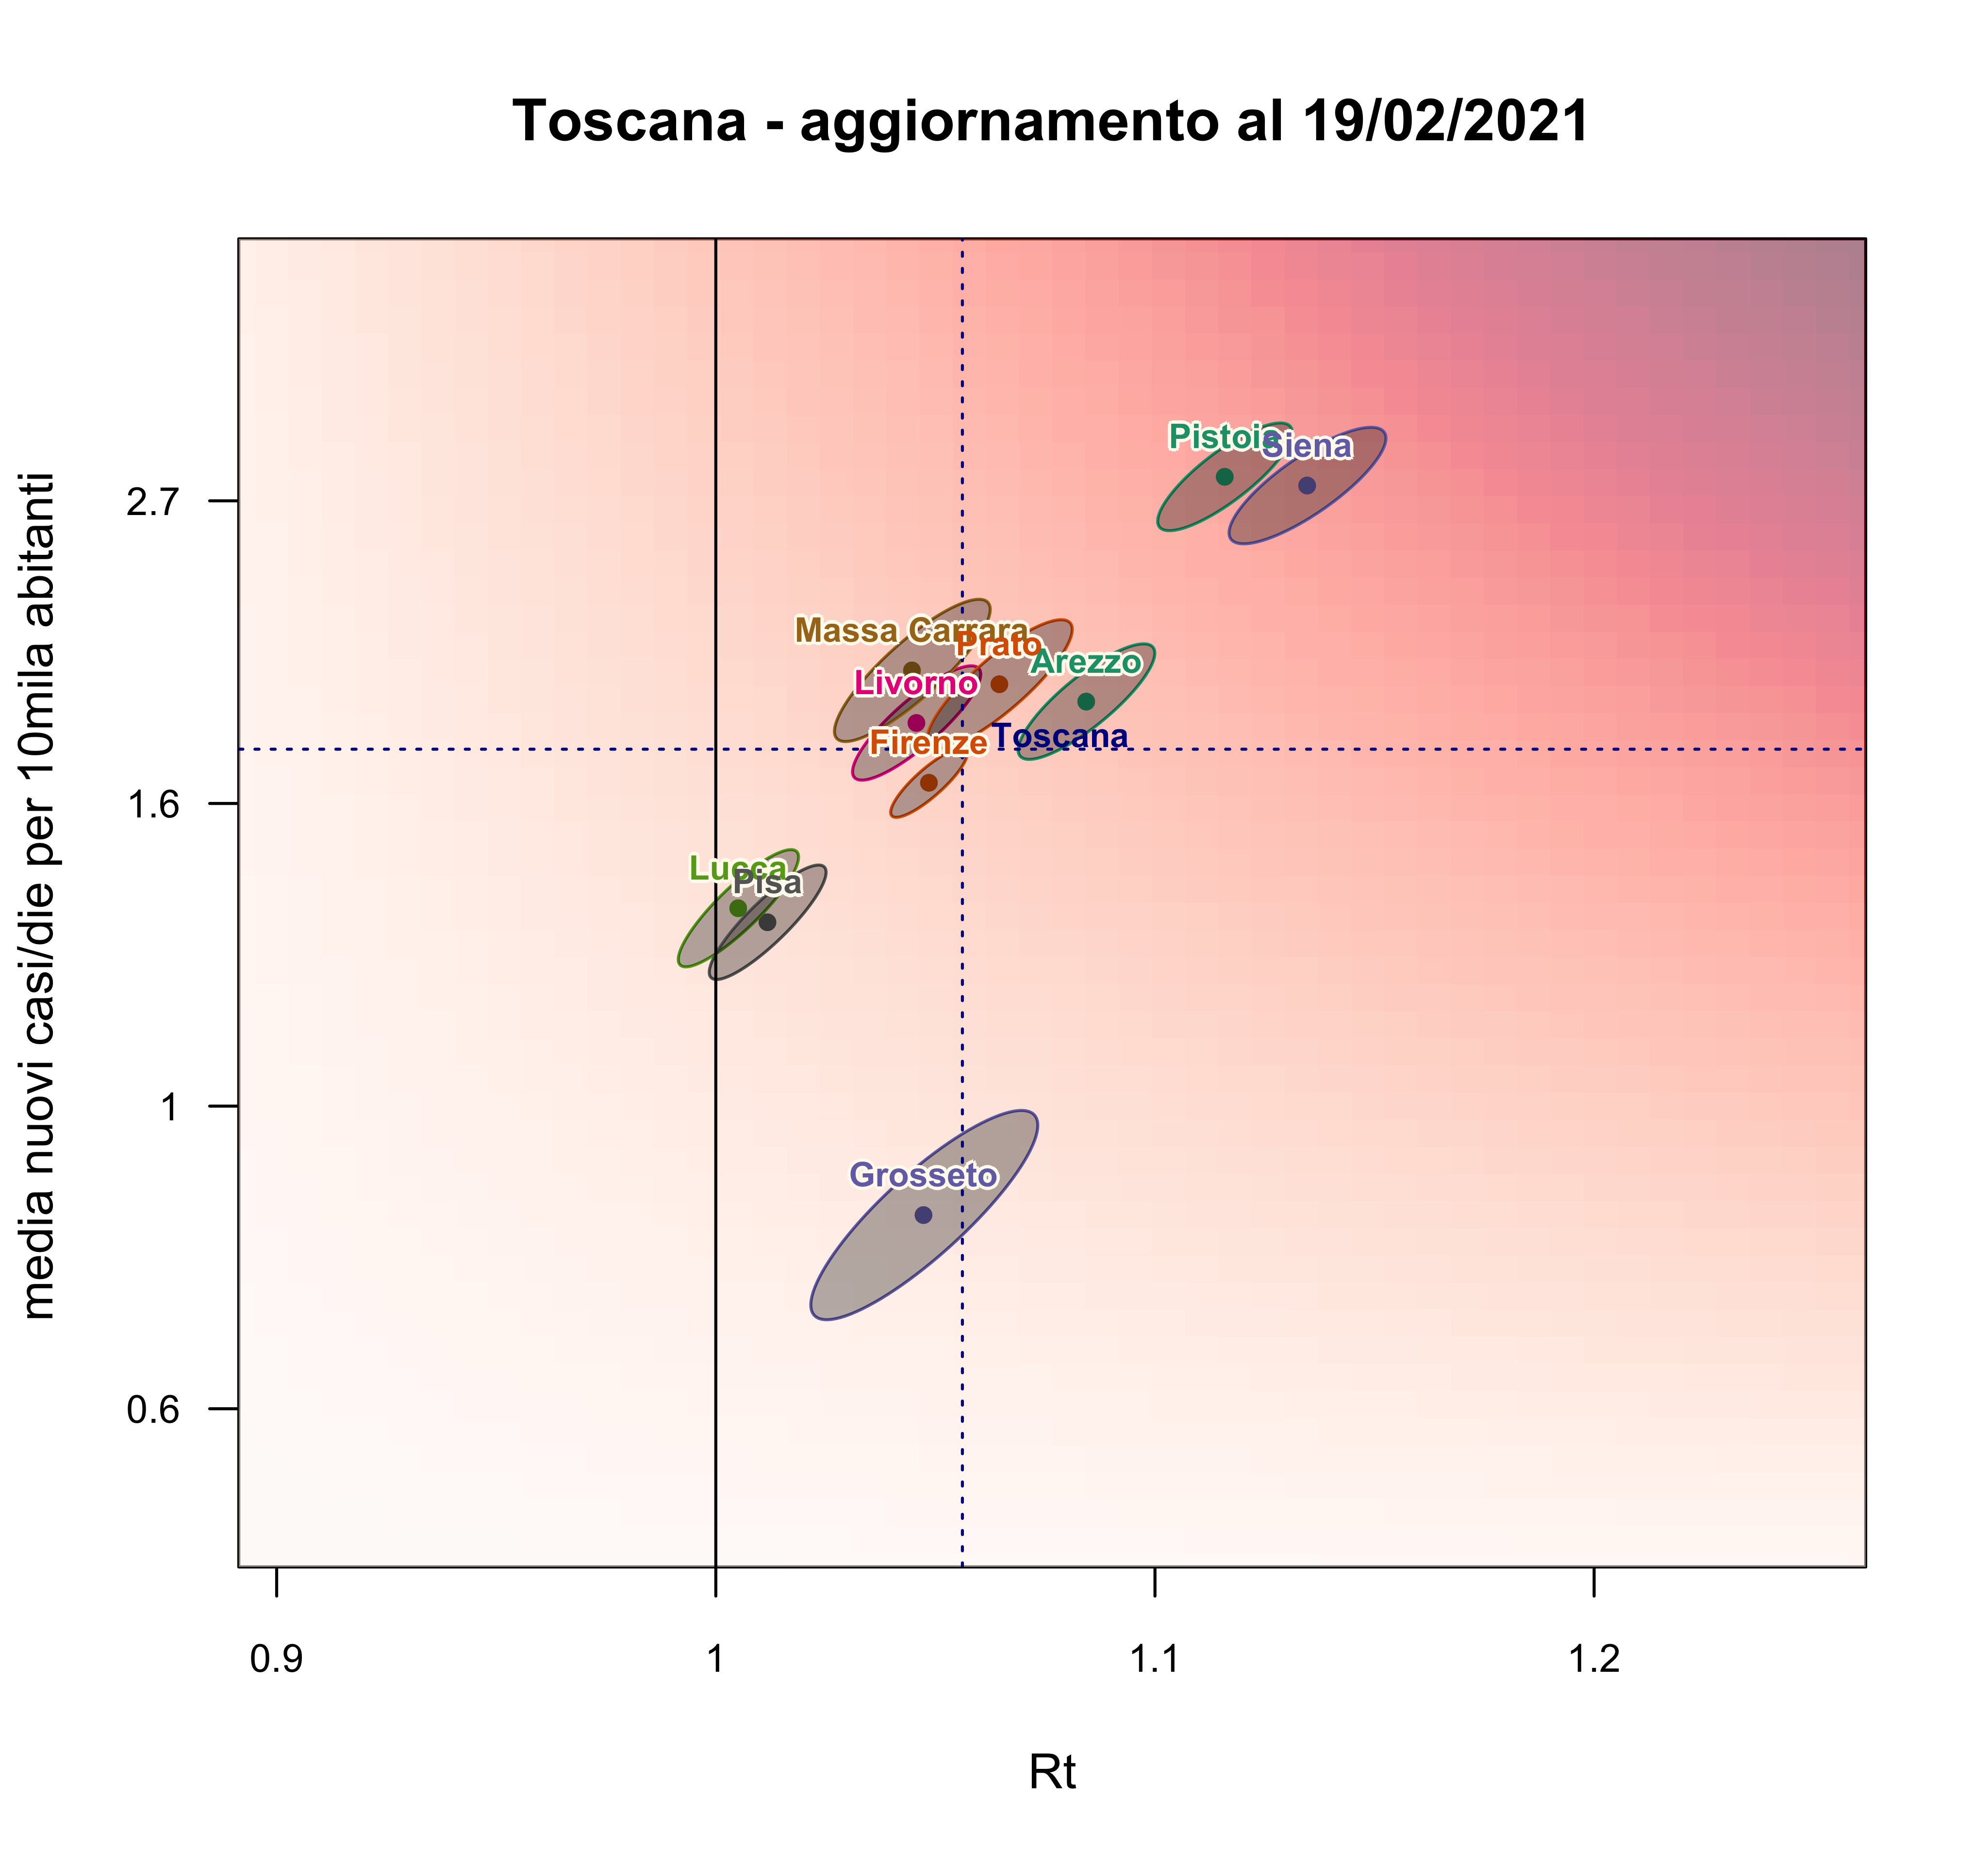 Toscana - aggiornamento al 19/02/2021
media nuovi casi/die per 10mila abitanti
2.7
1.6
1
0.6
Pistoia
Siena
Massa Carrara
Prato
Arezzo
Livorno
Toscana
Firenze
Lucca
Pisa
Grosseto
0.9
1
1.1
1.2
Rt